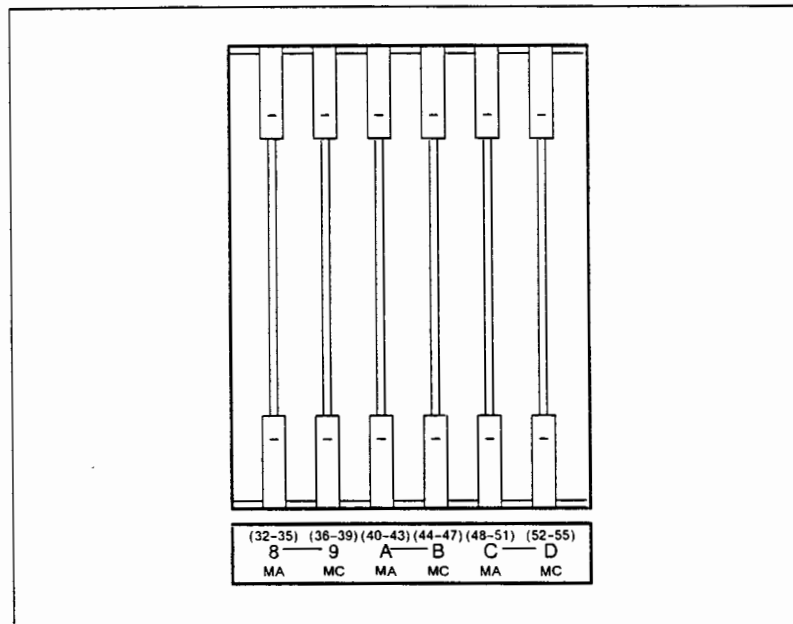 (32-35) (36-39) (40-43) (44-47) (48-51) (52-55)
8 — 9 A — B C — D
MA MC MA MC MA MC